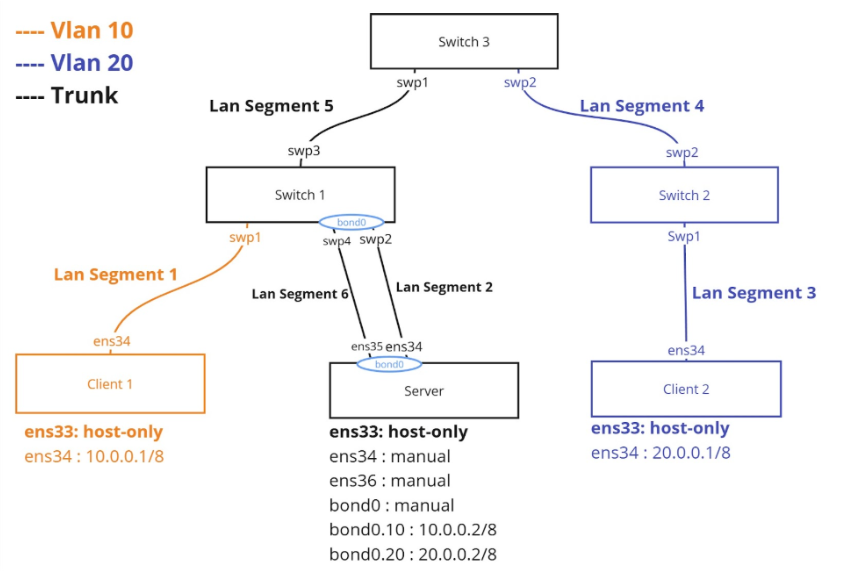 ---- Vlan 10
---- Vlan 20
---- Trunk
Switch 3
swp1
swp2
Lan Segment 5
Lan Segment 4
swp3
swp2
Switch 1
Switch 2
bond0
swp1
swp4
swp2
Swp1
Lan Segment 1
Lan Segment 6
Lan Segment 2
Lan Segment 3
ens34
ens35
ens34
ens34
bond0
Client 1
Server
Client 2
ens33: host-only
ens34 : 10.0.0.1/8
ens33: host-only
ens34 : manual
ens36 : manual
bond0 : manual
bond0.10 : 10.0.0.2/8
bond0.20 : 20.0.0.2/8
ens33: host-only
ens34 : 20.0.0.1/8